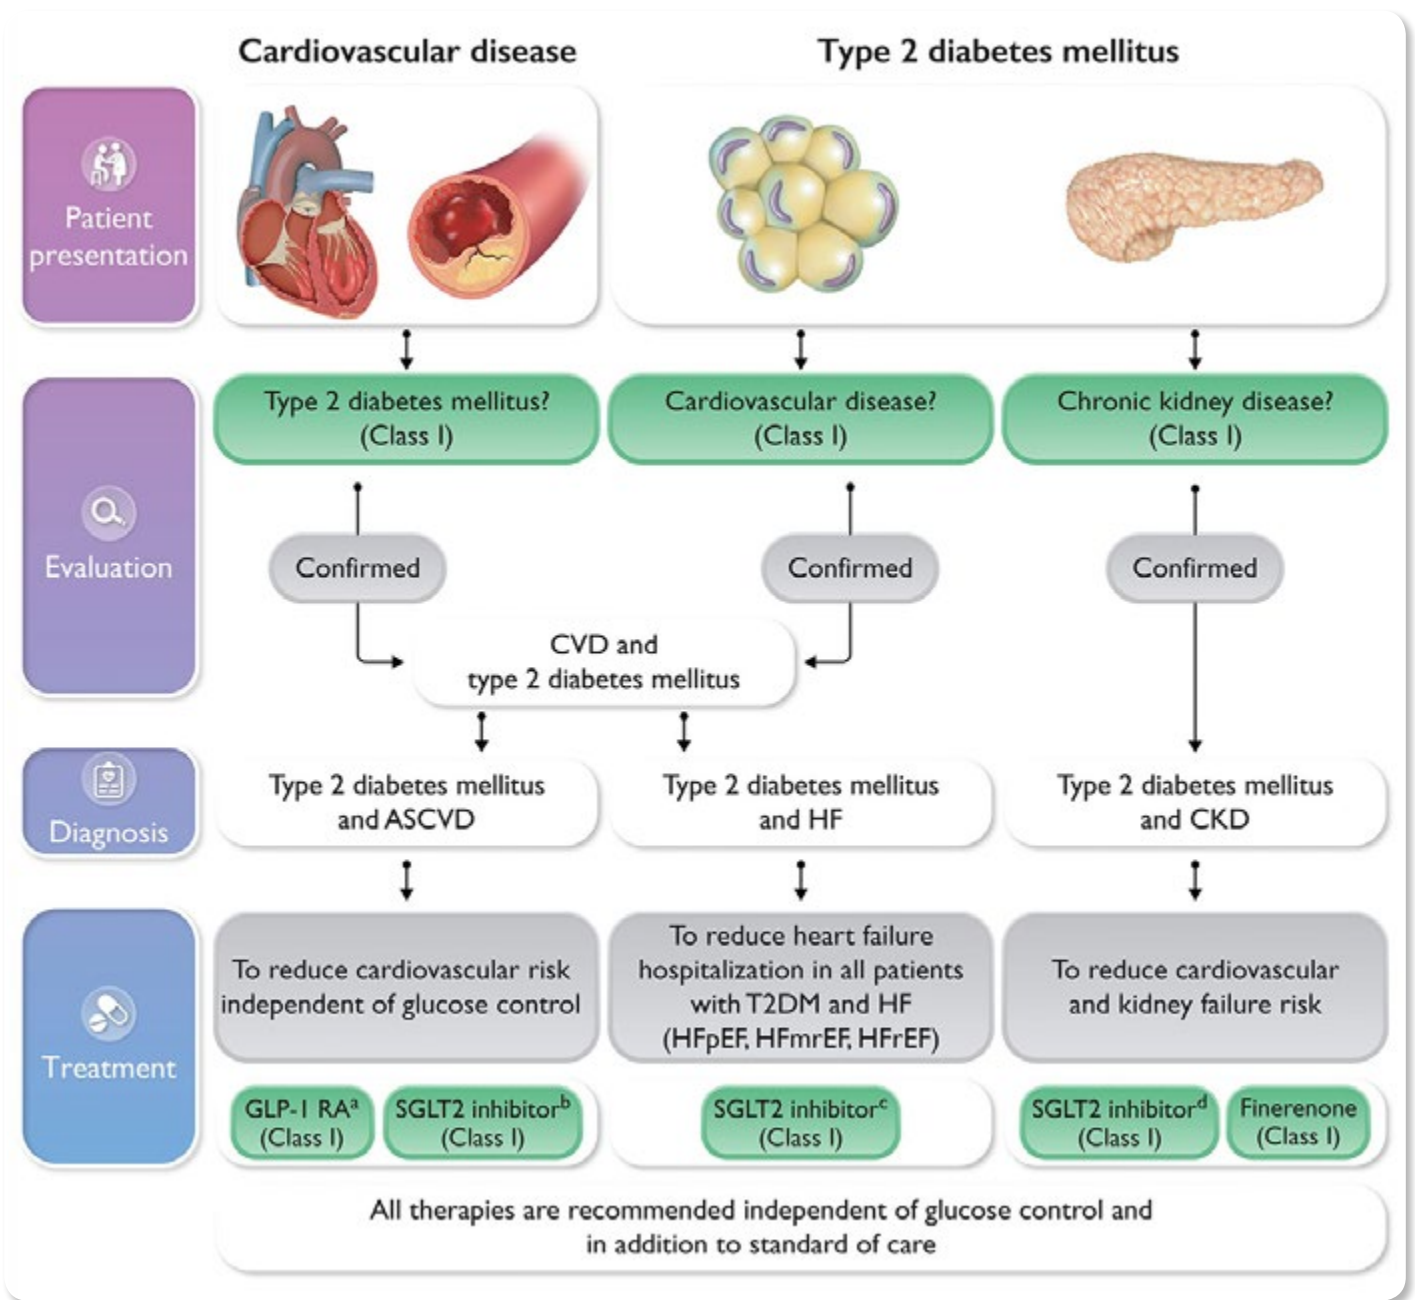 Cardiovascular disease
Type 2 diabetes mellitus
Patient
presentation
Type 2 diabetes mellitus?
(Class I)
Cardiovascular disease?
(Class I)
Chronic kidney disease?
(Class I)
Evaluation
Confirmed
Confirmed
Confirmed
CVD and
type 2 diabetes mellitus
Diagnosis
Type 2 diabetes mellitus
and ASCVD
Type 2 diabetes mellitus
and HF
Type 2 diabetes mellitus
and CKD
Treatment
To reduce cardiovascular risk
independent of glucose control
To reduce heart failure
hospitalization in all patients
with T2DM and HF
(HFpEF, HFmrEF, HFrEF)
To reduce cardiovascular
and kidney failure risk
GLP-1 RAᵃ
(Class I)
SGLT2 inhibitorᵇ
(Class I)
SGLT2 inhibitorᶜ
(Class I)
SGLT2 inhibitorᵈ
(Class I)
Finerenone
(Class I)
All therapies are recommended independent of glucose control and
in addition to standard of care